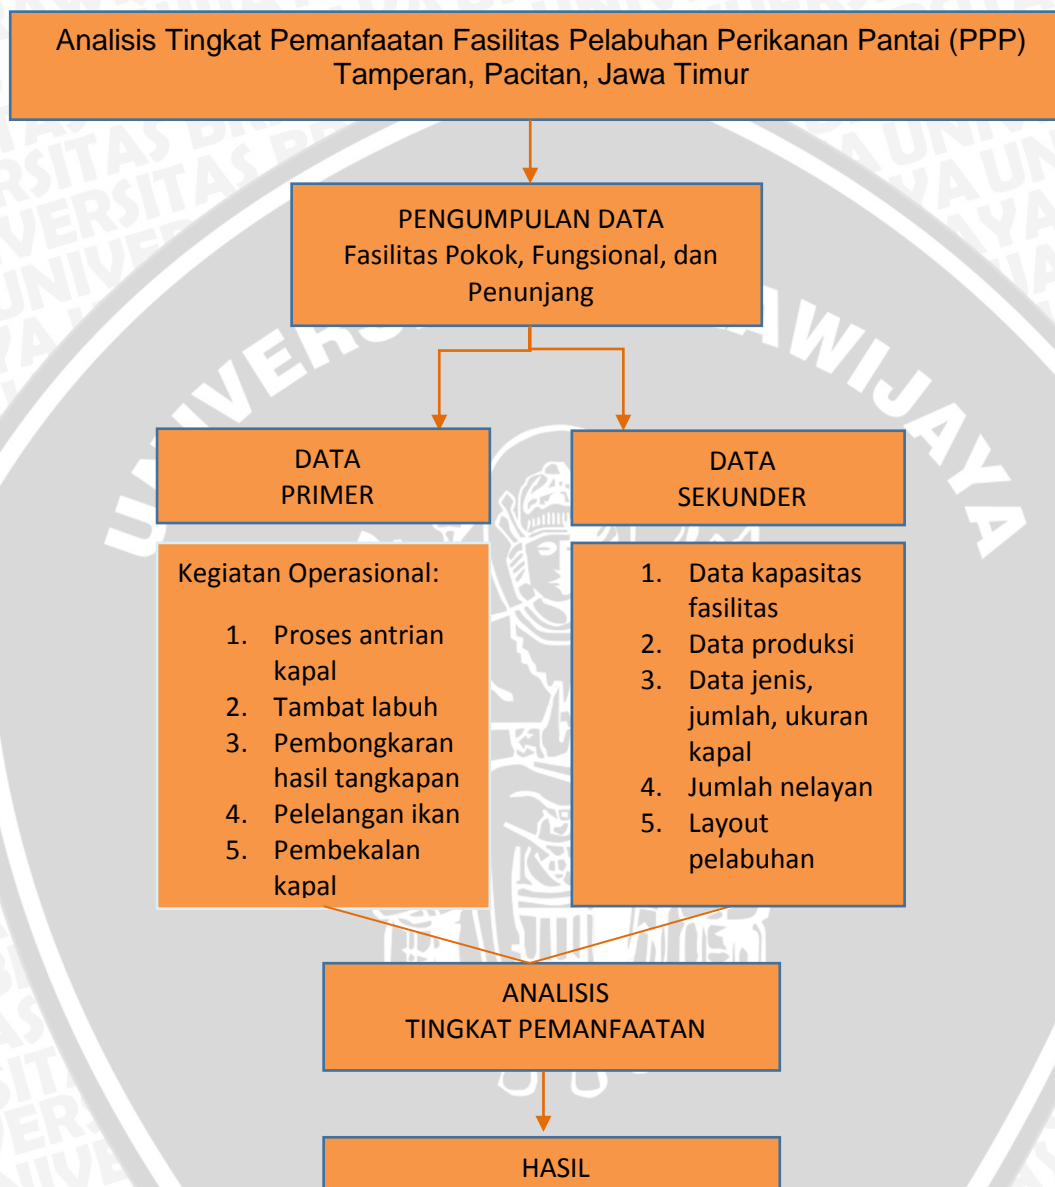 Analisis Tingkat Pemanfaatan Fasilitas Pelabuhan Perikanan Pantai (PPP)
Tamperan, Pacitan, Jawa Timur
PENGUMPULAN DATA
Fasilitas Pokok, Fungsional, dan
Penunjang
DATA
PRIMER
DATA
SEKUNDER
Kegiatan Operasional:
1. Proses antrian
kapal
2. Tambat labuh
3. Pembongkaran
hasil tangkapan
4. Pelelangan ikan
5. Pembekalan
kapal
1. Data kapasitas
fasilitas
2. Data produksi
3. Data jenis,
jumlah, ukuran
kapal
4. Jumlah nelayan
5. Layout
pelabuhan
ANALISIS
TINGKAT PEMANFAATAN
HASIL